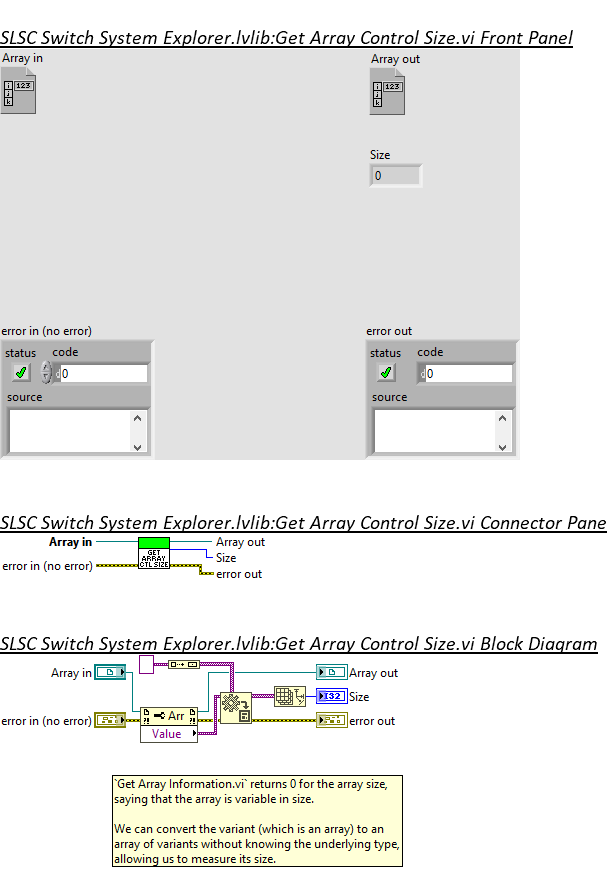 SLSC Switch System Explorer.lvlib:Get Array Control Size.vi Front Panel
Array in
Array out
i
123
j
k
i
123
j
k
Size
0
error in (no error)
error out
status
code
status
code
d
0
d
0
source
source
SLSC Switch System Explorer.lvlib:Get Array Control Size.vi Connector Pane
Array in
Array out
GET
ARRAY
CTL SIZE
Size
error in (no error)
error out
SLSC Switch System Explorer.lvlib:Get Array Control Size.vi Block Diagram
Array in
Array out
I32
Size
error in (no error)
Arr
error out
Value
`Get Array Information.vi` returns 0 for the array size,
saying that the array is variable in size.
We can convert the variant (which is an array) to an
array of variants without knowing the underlying type,
allowing us to measure its size.